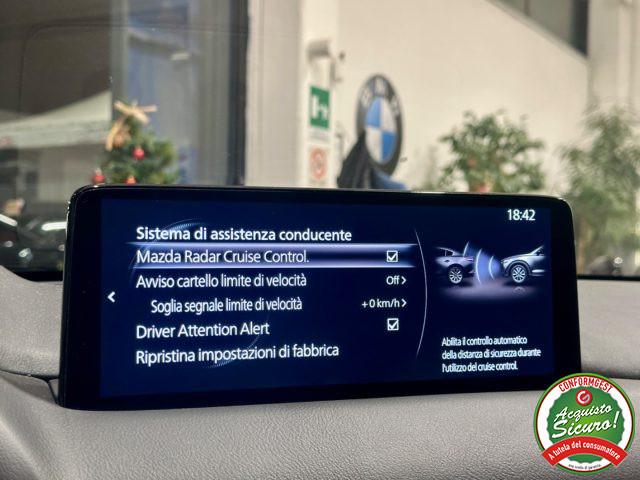 BMW
18:42
Sistema di assistenza conducente
Mazda Radar Cruise Control.
Avviso cartello limite di velocità
Off
Soglia segnale limite di velocità
+0 km/h
Driver Attention Alert
Ripristina impostazioni di fabbrica
Abilita il controllo automatico
della distanza di sicurezza durante
l'utilizzo del cruise control.
CONFORMGEST
Acquisto
Sicuro!
A tutela del consumatore